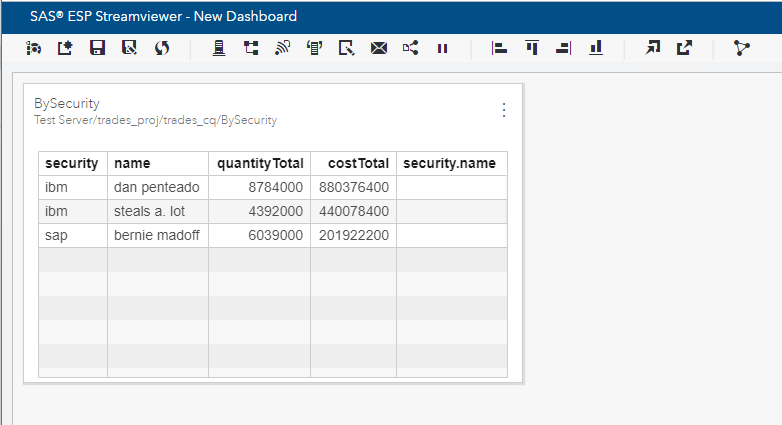 SAS® ESP Streamviewer - New Dashboard
BySecurity
Test Server/trades_proj/trades_cq/BySecurity
security name quantityTotal costTotal security.name
ibm dan penteado 8784000 880376400
ibm steals a. lot 4392000 440078400
sap bernie madoff 6039000 201922200